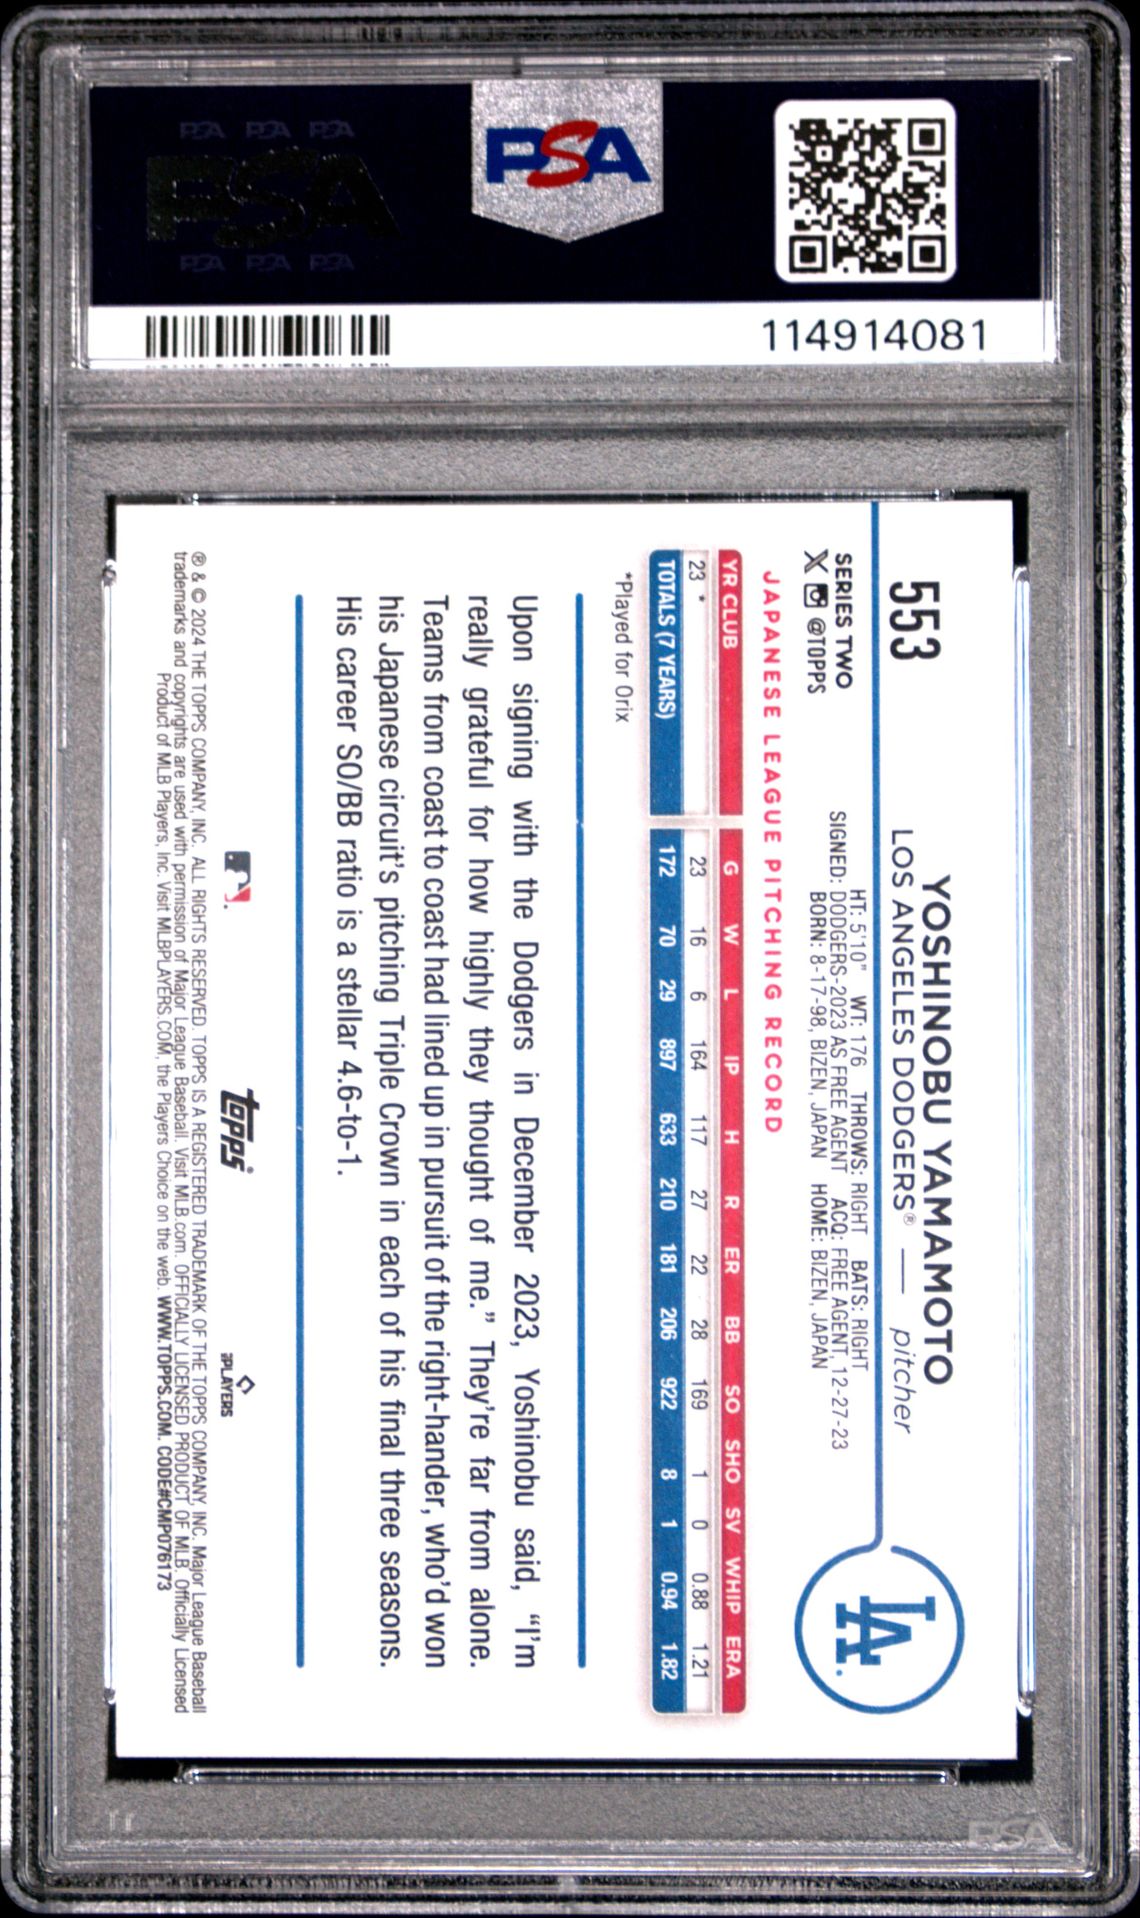 PSA PSA PSA
PSA
PSA PSA PSA
PSA
114914081
553
YOSHINOBU YAMAMOTO
LOS ANGELES DODGERS® — pitcher
SERIES TWO
X @TOPPS
HT: 5'10" WT: 176 THROWS: RIGHT BATS: RIGHT
SIGNED: DODGERS-2023 AS FREE AGENT ACQ: FREE AGENT, 12-27-23
BORN: 8-17-98, BIZEN, JAPAN HOME: BIZEN, JAPAN
LA
JAPANESE LEAGUE PITCHING RECORD
YR CLUB G W L IP H R ER BB SO SHO SV WHIP ERA
23 * 23 16 6 164 117 27 22 28 169 1 0 0.88 1.21
TOTALS (7 YEARS) 172 70 29 897 633 210 181 206 922 8 1 0.94 1.82
*Played for Orix
Upon signing with the Dodgers in December 2023, Yoshinobu said, “I'm
really grateful for how highly they thought of me.” They're far from alone.
Teams from coast to coast had lined up in pursuit of the right-hander, who'd won
his Japanese circuit's pitching Triple Crown in each of his final three seasons.
His career SO/BB ratio is a stellar 4.6-to-1.
topps
PLAYERS
® & © 2024 THE TOPPS COMPANY, INC. ALL RIGHTS RESERVED. TOPPS IS A REGISTERED TRADEMARK OF THE TOPPS COMPANY, INC. Major League Baseball
trademarks and copyrights are used with permission of Major League Baseball. Visit MLB.com. OFFICIALLY LICENSED PRODUCT OF MLB. Officially Licensed
Product of MLB Players, Inc. Visit MLBPLAYERS.COM, the Players Choice on the web. WWW.TOPPS.COM. CODE#CMP076173
PSA